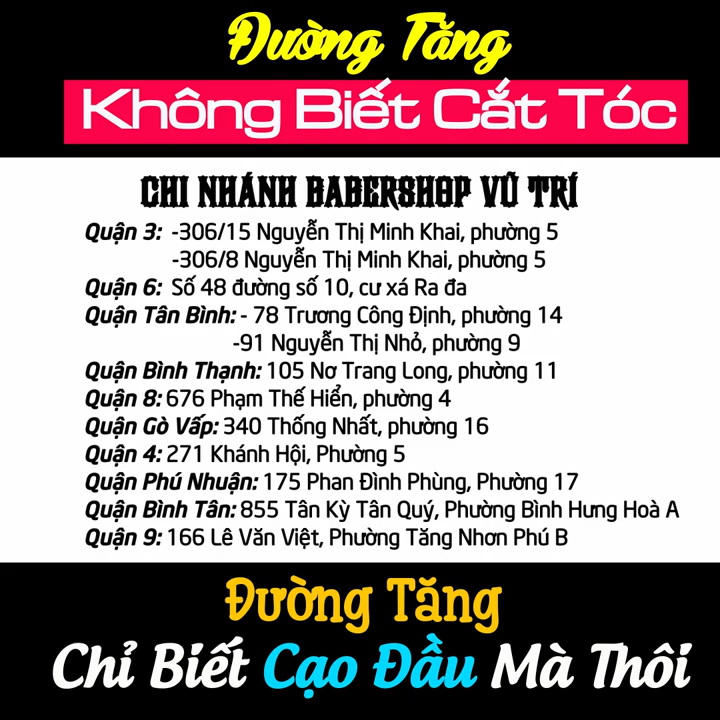 Đường Tăng
Không Biết Cắt Tóc
CHI NHÁNH BABERSHOP VŨ TRÍ
Quận 3: -306/15 Nguyễn Thị Minh Khai, phường 5
-306/8 Nguyễn Thị Minh Khai, phường 5
Quận 6: Số 48 đường số 10, cư xá Ra đa
Quận Tân Bình: - 78 Trương Công Định, phường 14
-91 Nguyễn Thị Nhỏ, phường 9
Quận Bình Thạnh: 105 Nơ Trang Long, phường 11
Quận 8: 676 Phạm Thế Hiển, phường 4
Quận Gò Vấp: 340 Thống Nhất, phường 16
Quận 4: 271 Khánh Hội, Phường 5
Quận Phú Nhuận: 175 Phan Đình Phùng, Phường 17
Quận Bình Tân: 855 Tân Kỳ Tân Quý, Phường Bình Hưng Hoà A
Quận 9: 166 Lê Văn Việt, Phường Tăng Nhơn Phú B
Đường Tăng
Chỉ Biết Cạo Đầu Mà Thôi